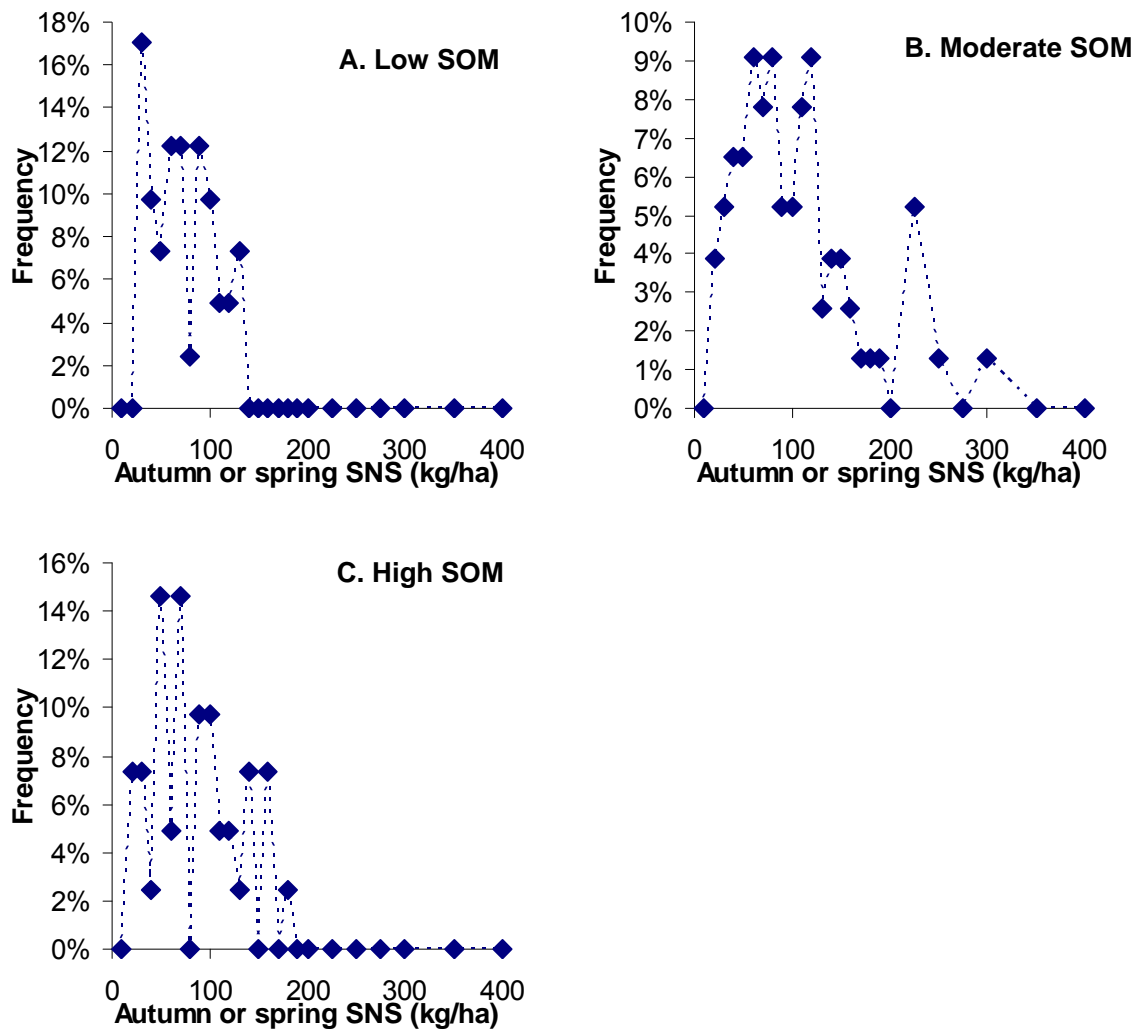 A. Low SOM
18%
16%
14%
12%
10%
8%
6%
4%
2%
0%
Frequency
0 100 200 300 400
Autumn or spring SNS (kg/ha)
B. Moderate SOM
10%
9%
8%
7%
6%
5%
4%
3%
2%
1%
0%
Frequency
0 100 200 300 400
Autumn or spring SNS (kg/ha)
C. High SOM
16%
14%
12%
10%
8%
6%
4%
2%
0%
Frequency
0 100 200 300 400
Autumn or spring SNS (kg/ha)